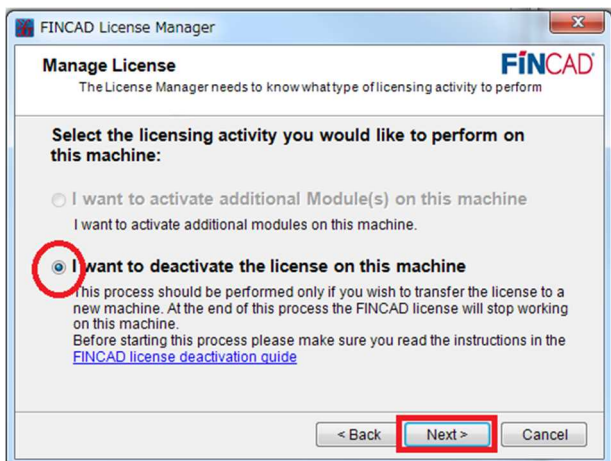 FINCAD License Manager
Manage License
FINCAD
The License Manager needs to know what type of licensing activity to perform
Select the licensing activity you would like to perform on
this machine:
I want to activate additional Module(s) on this machine
I want to activate additional modules on this machine.
I want to deactivate the license on this machine
This process should be performed only if you wish to transfer the license to a
new machine. At the end of this process the FINCAD license will stop working
on this machine.
Before starting this process please make sure you read the instructions in the
FINCAD license deactivation guide
< Back
Next >
Cancel